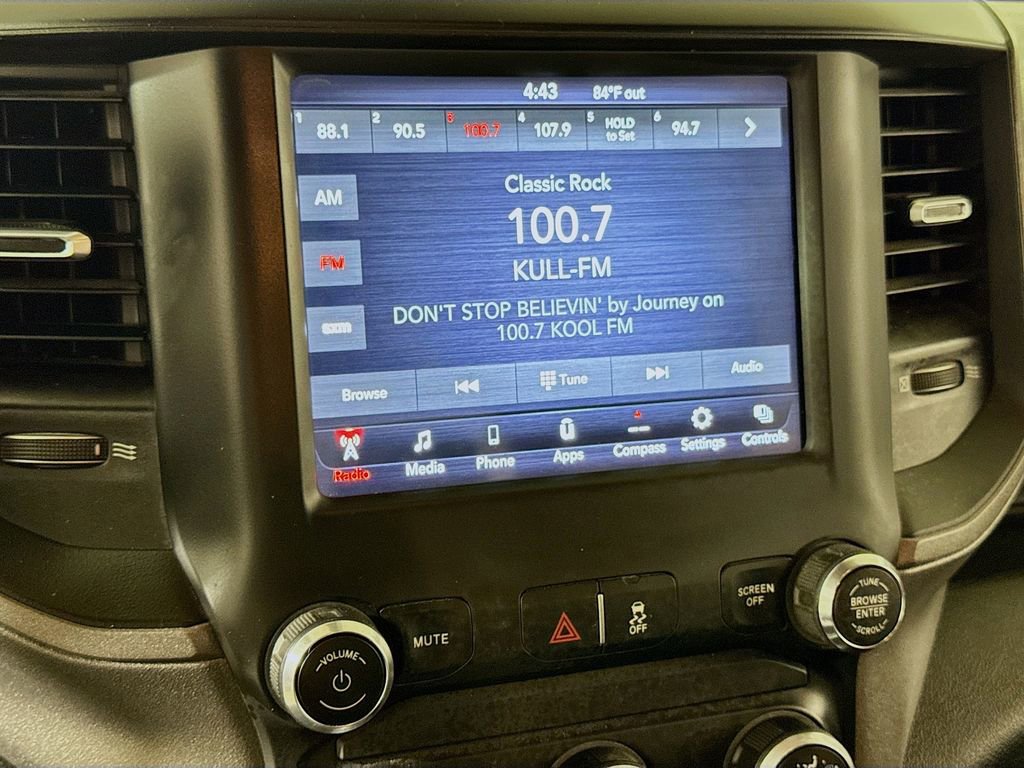 4:43 84°F out
1 88.1 2 90.5 3 100.7 4 107.9 5 HOLD to Set 6 94.7
AM
Classic Rock
100.7
FM
KULL-FM
DON'T STOP BELIEVIN' by Journey on
100.7 KOOL FM
sxm
Browse Tune Audio
Radio Media Phone Apps Compass Settings Controls
VOLUME
MUTE
OFF
SCREEN
OFF
TUNE
BROWSE
ENTER
SCROLL